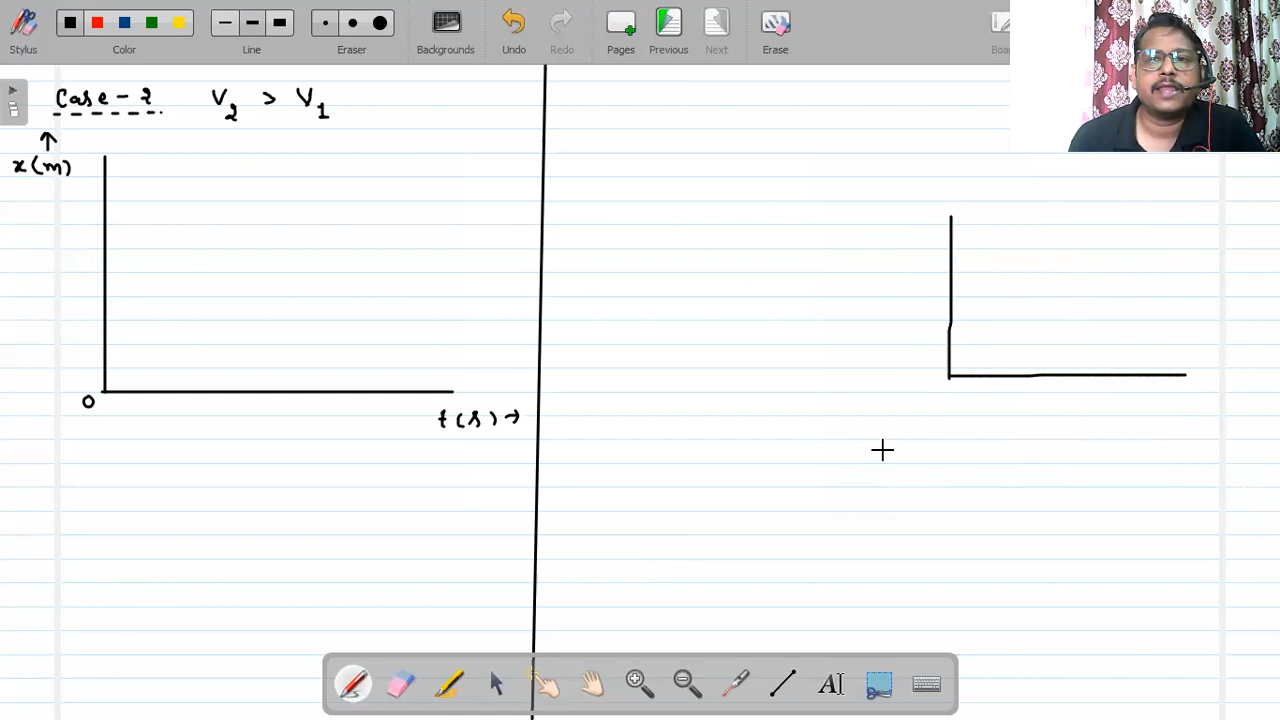 Stylus Color Line Eraser Backgrounds Undo Redo Pages Previous Next Erase
Case - 2 V2 > V1
↑
x(m)
0
t(s) →